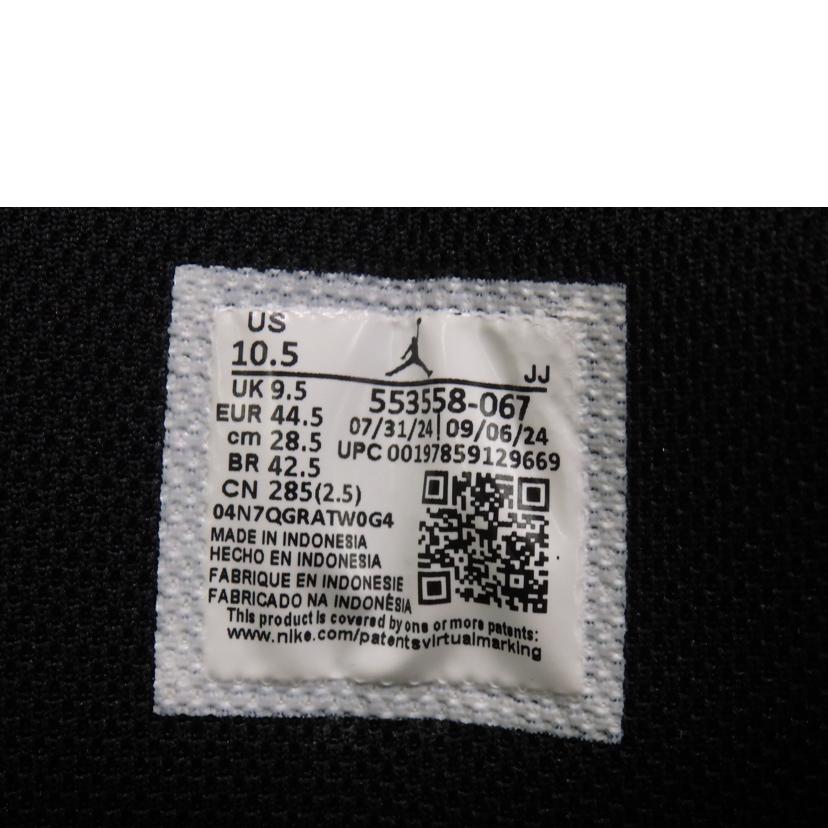 US
10.5
JJ
UK 9.5
EUR 44.5
cm 28.5
BR 42.5
CN 285(2.5)
553558-067
07/31/24|09/06/24
UPC 00197859129669
04N7QGRATW0G4
MADE IN INDONESIA
HECHO EN INDONESIA
FABRIQUE EN INDONESIE
FABRICADO NA INDONÉSIA
This product is covered by one or more patents:
www.nike.com/patentsvirtualmarking